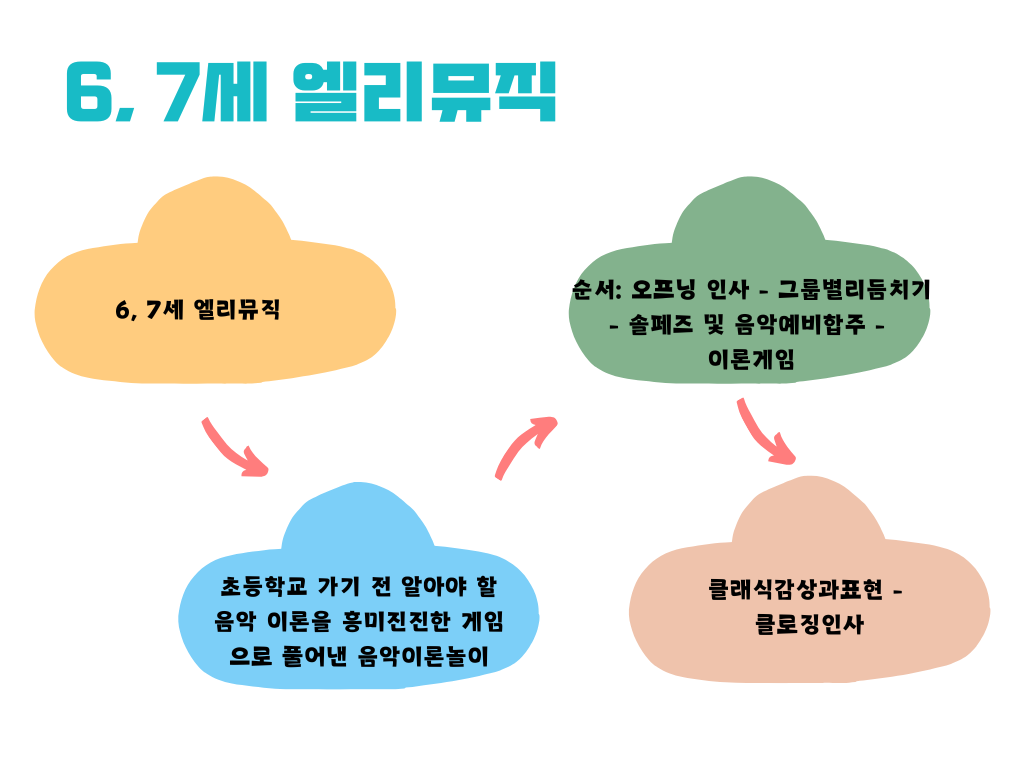 6, 7세 엘리뮤직
6, 7세 엘리뮤직
초등학교 가기 전 알아야 할
음악 이론을 흥미진진한 게임
으로 풀어낸 음악이론놀이
순서: 오프닝 인사 - 그룹별리듬치기
- 솔페즈 및 음악예비합주 -
이론게임
클래식감상과표현 -
클로징인사